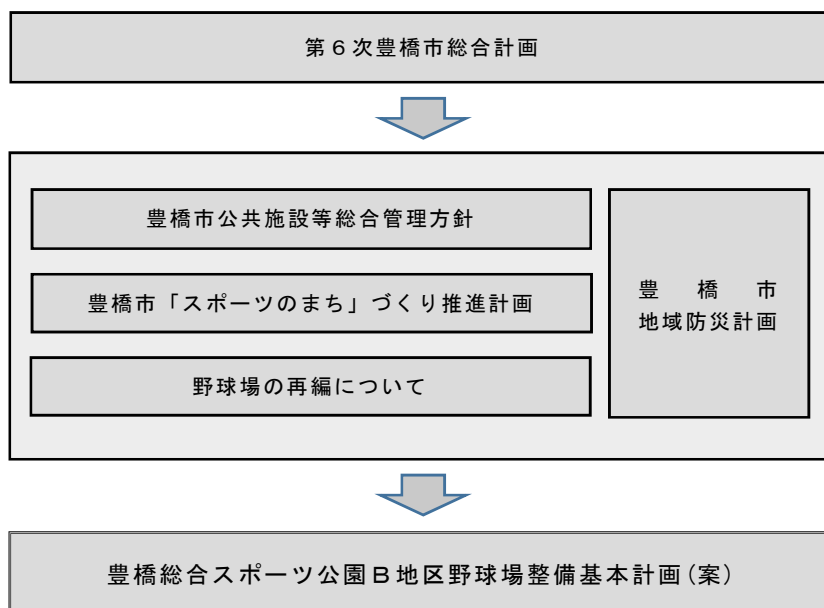 第６次豊橋市総合計画
豊橋市公共施設等総合管理方針
豊橋市「スポーツのまち」づくり推進計画
野球場の再編について
豊橋市
地域防災計画
豊橋総合スポーツ公園Ｂ地区野球場整備基本計画(案)